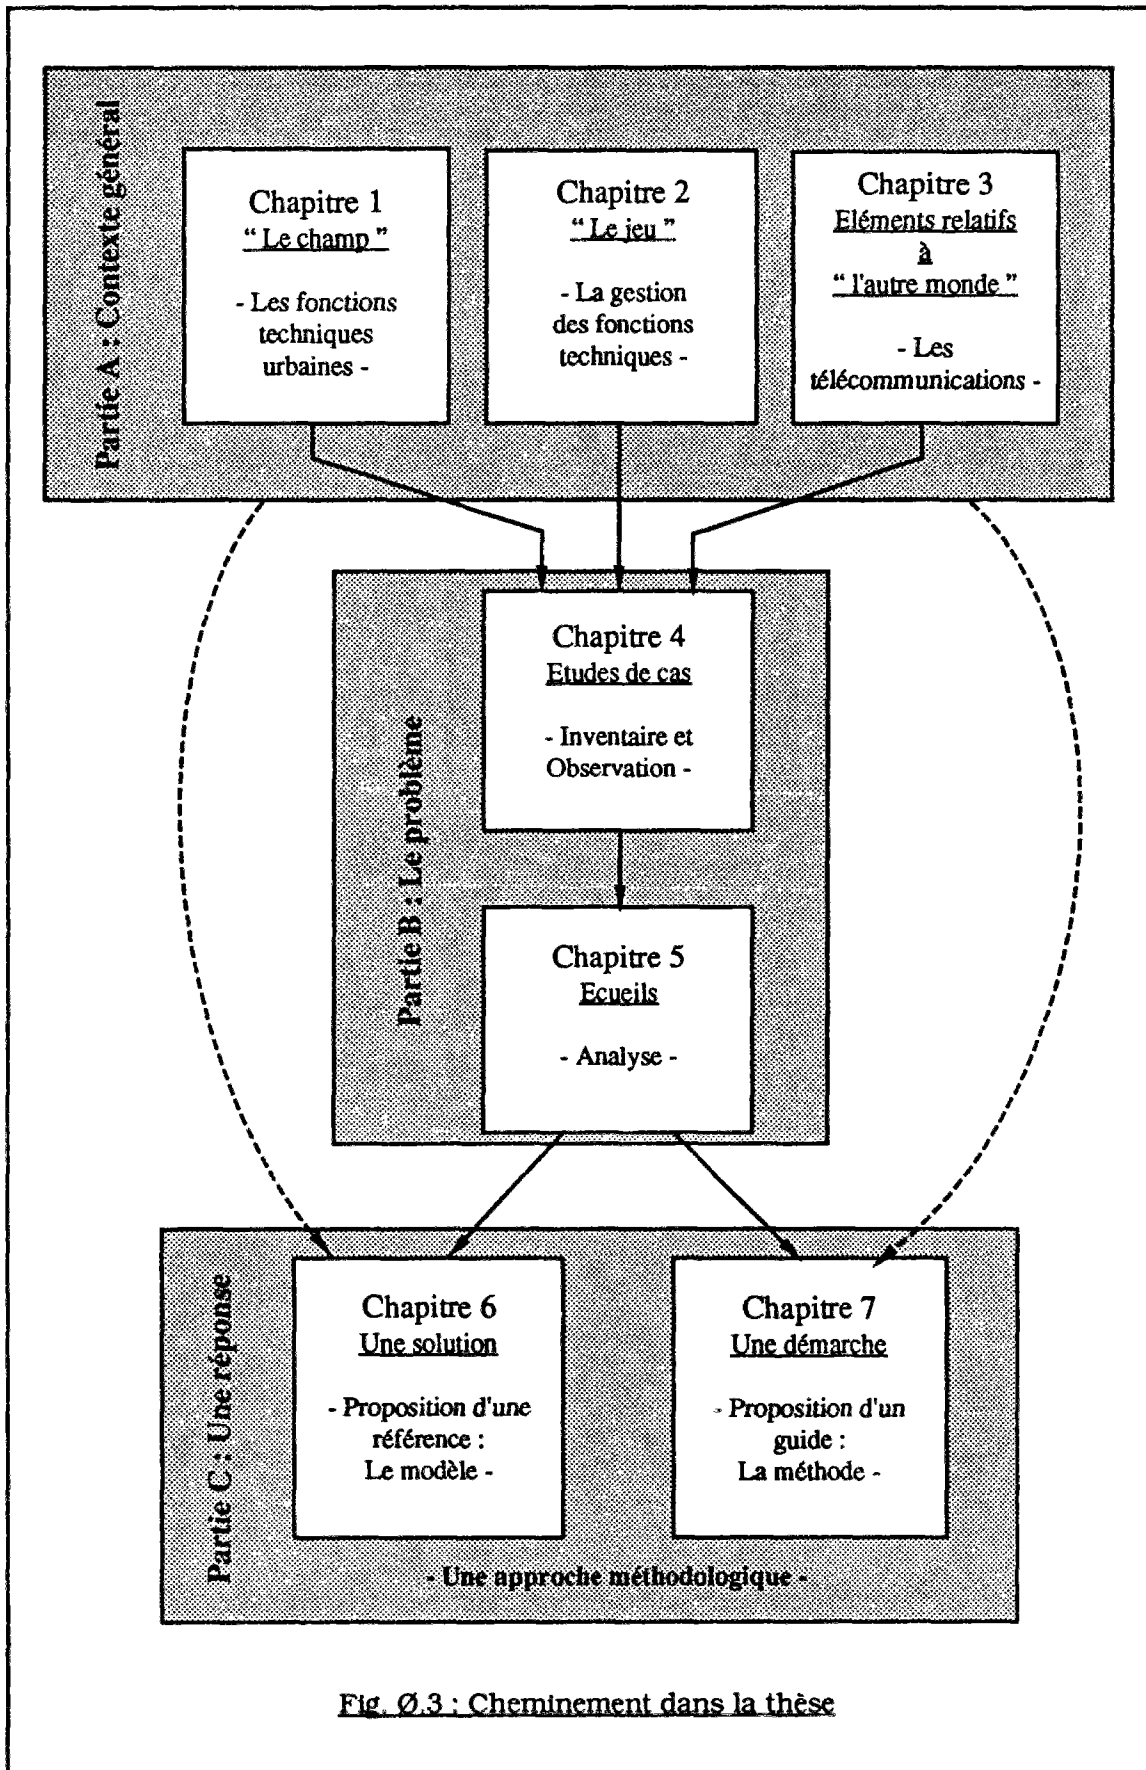 Partie A : Contexte général
Chapitre 1
“ Le champ ”
- Les fonctions
techniques
urbaines -
Chapitre 2
“ Le jeu ”
- La gestion
des fonctions
techniques -
Chapitre 3
Eléments relatifs
à
“ l'autre monde ”
- Les
télécommunications -
Partie B : Le problème
Chapitre 4
Etudes de cas
- Inventaire et
Observation -
Chapitre 5
Ecueils
- Analyse -
Partie C : Une réponse
Chapitre 6
Une solution
- Proposition d'une
référence :
Le modèle -
Chapitre 7
Une démarche
- Proposition d'un
guide :
La méthode -
- Une approche méthodologique -
Fig. Ø.3 : Cheminement dans la thèse